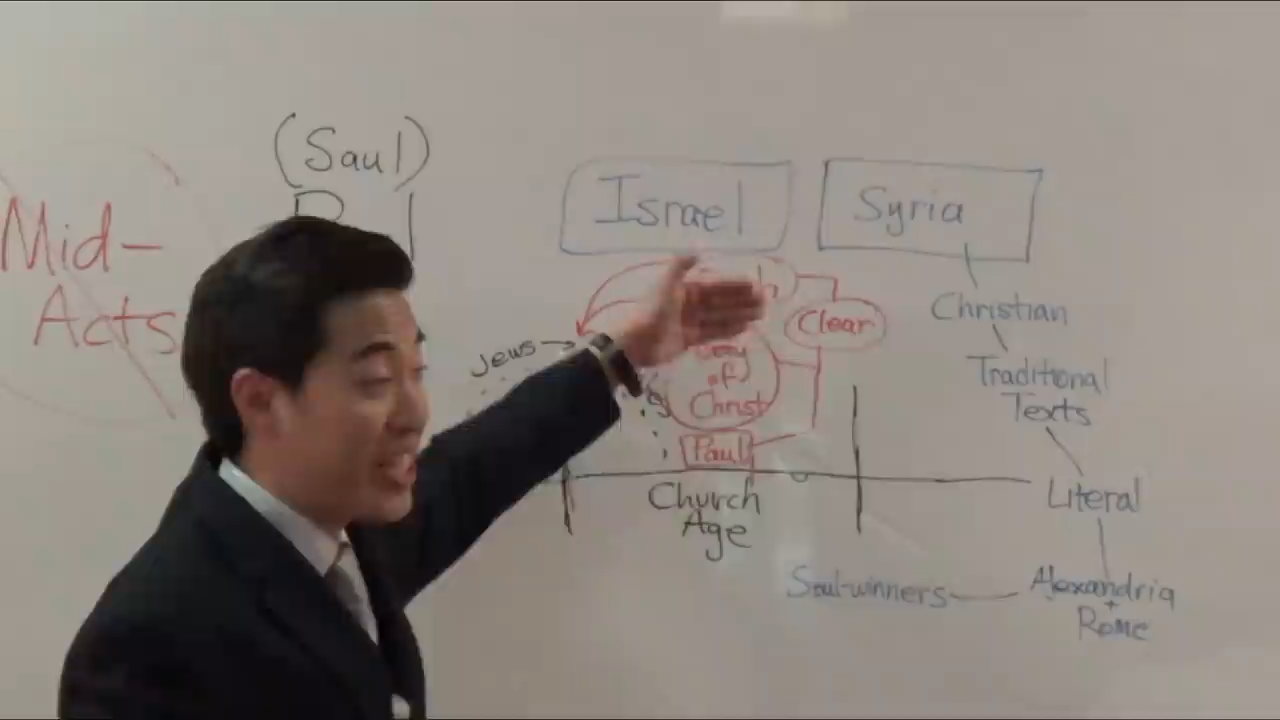 (Saul)
Mid-
Acts
Israel
Syria
Christian
Clear
Jews
of
Christ
Traditional
Texts
Paul
Church
Age
Literal
Soul-winners
Alexandria
+
Rome